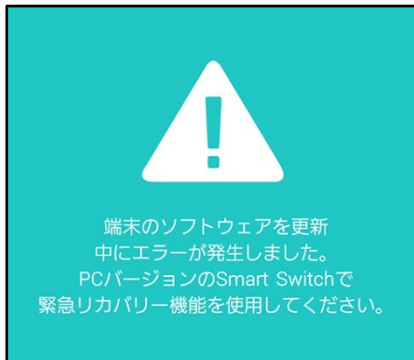 端末のソフトウェアを更新
中にエラーが発生しました。
PCバージョンのSmart Switchで
緊急リカバリー機能を使用してください。